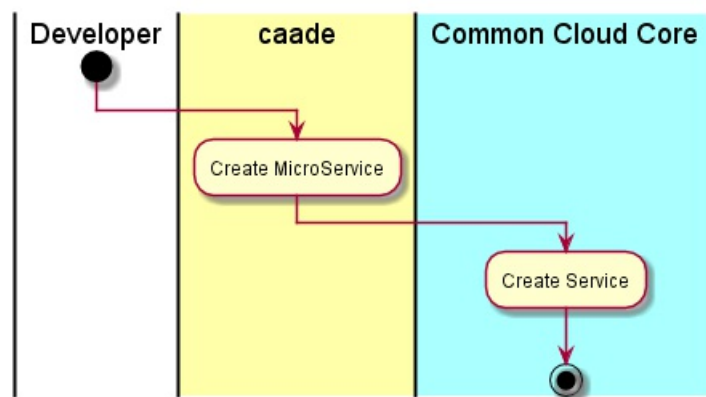 Developer
caade
Common Cloud Core
Create MicroService
Create Service